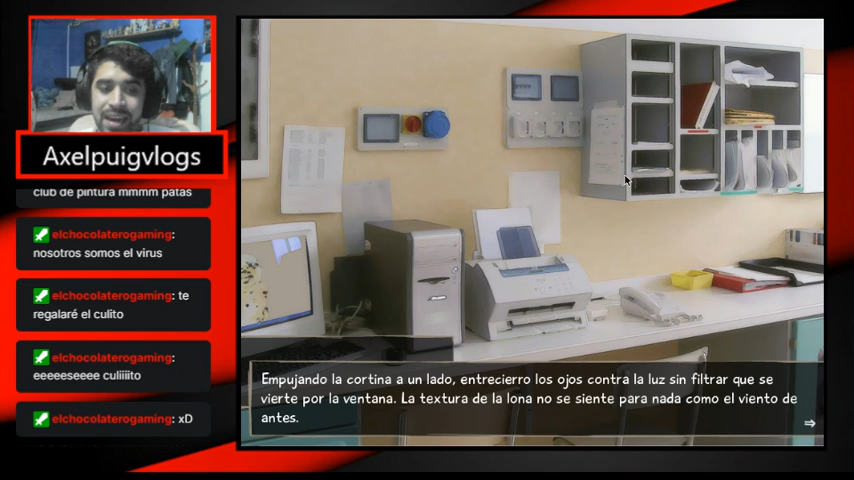 Axelpuigvlogs
club de pintura mmmm patas
elchocolaterogaming:
nosotros somos el virus
elchocolaterogaming: te
regalaré el culito
elchocolaterogaming:
eeeeeseeee culiiiito
elchocolaterogaming: xD
Empujando la cortina a un lado, entrecierro los ojos contra la luz sin filtrar que se
vierte por la ventana. La textura de la lona no se siente para nada como el viento de
antes.